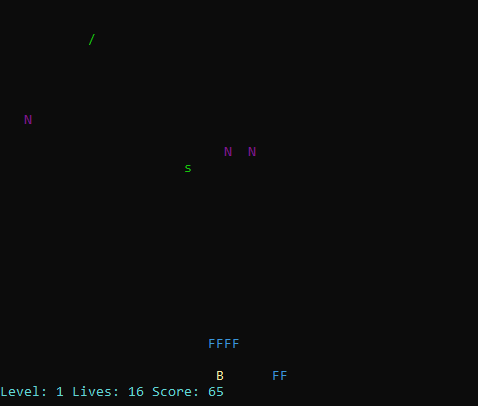 /
N
N N
s
FFFF
B FF
Level: 1 Lives: 16 Score: 65